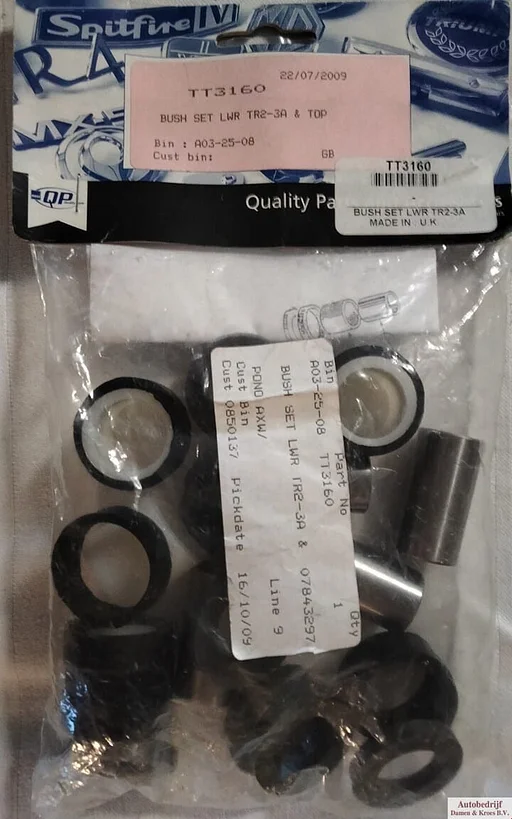 Spitfire IV
TRIUMPH
R 4
22/07/2009
TT3160
BUSH SET LWR TR2-3A & TOP
Bin : A03-25-08
Cust bin:
GB
TT3160
-
BUSH SET LWR TR2-3A
MADE IN : U.K
QP
Quality Pa
Bin Part No Qty
A03-25-08 TT3160 1
BUSH SET LWR TR2-3A & 07843297
POND AXW/ Line 9
Cust Bin
Cust 0850137 Pickdate 16/10/09
Autobedrijf
Damen & Kroes B.V.